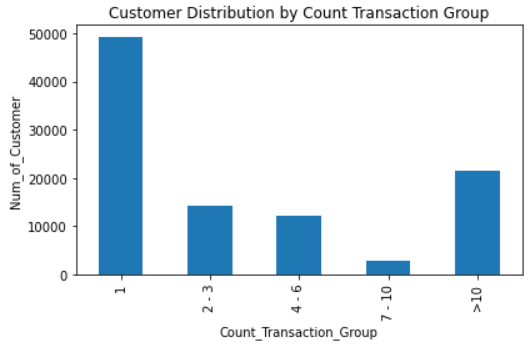 Customer Distribution by Count Transaction Group
50000
40000
30000
20000
10000
0
Num_of_Customer
1
2 - 3
4 - 6
7 - 10
>10
Count_Transaction_Group